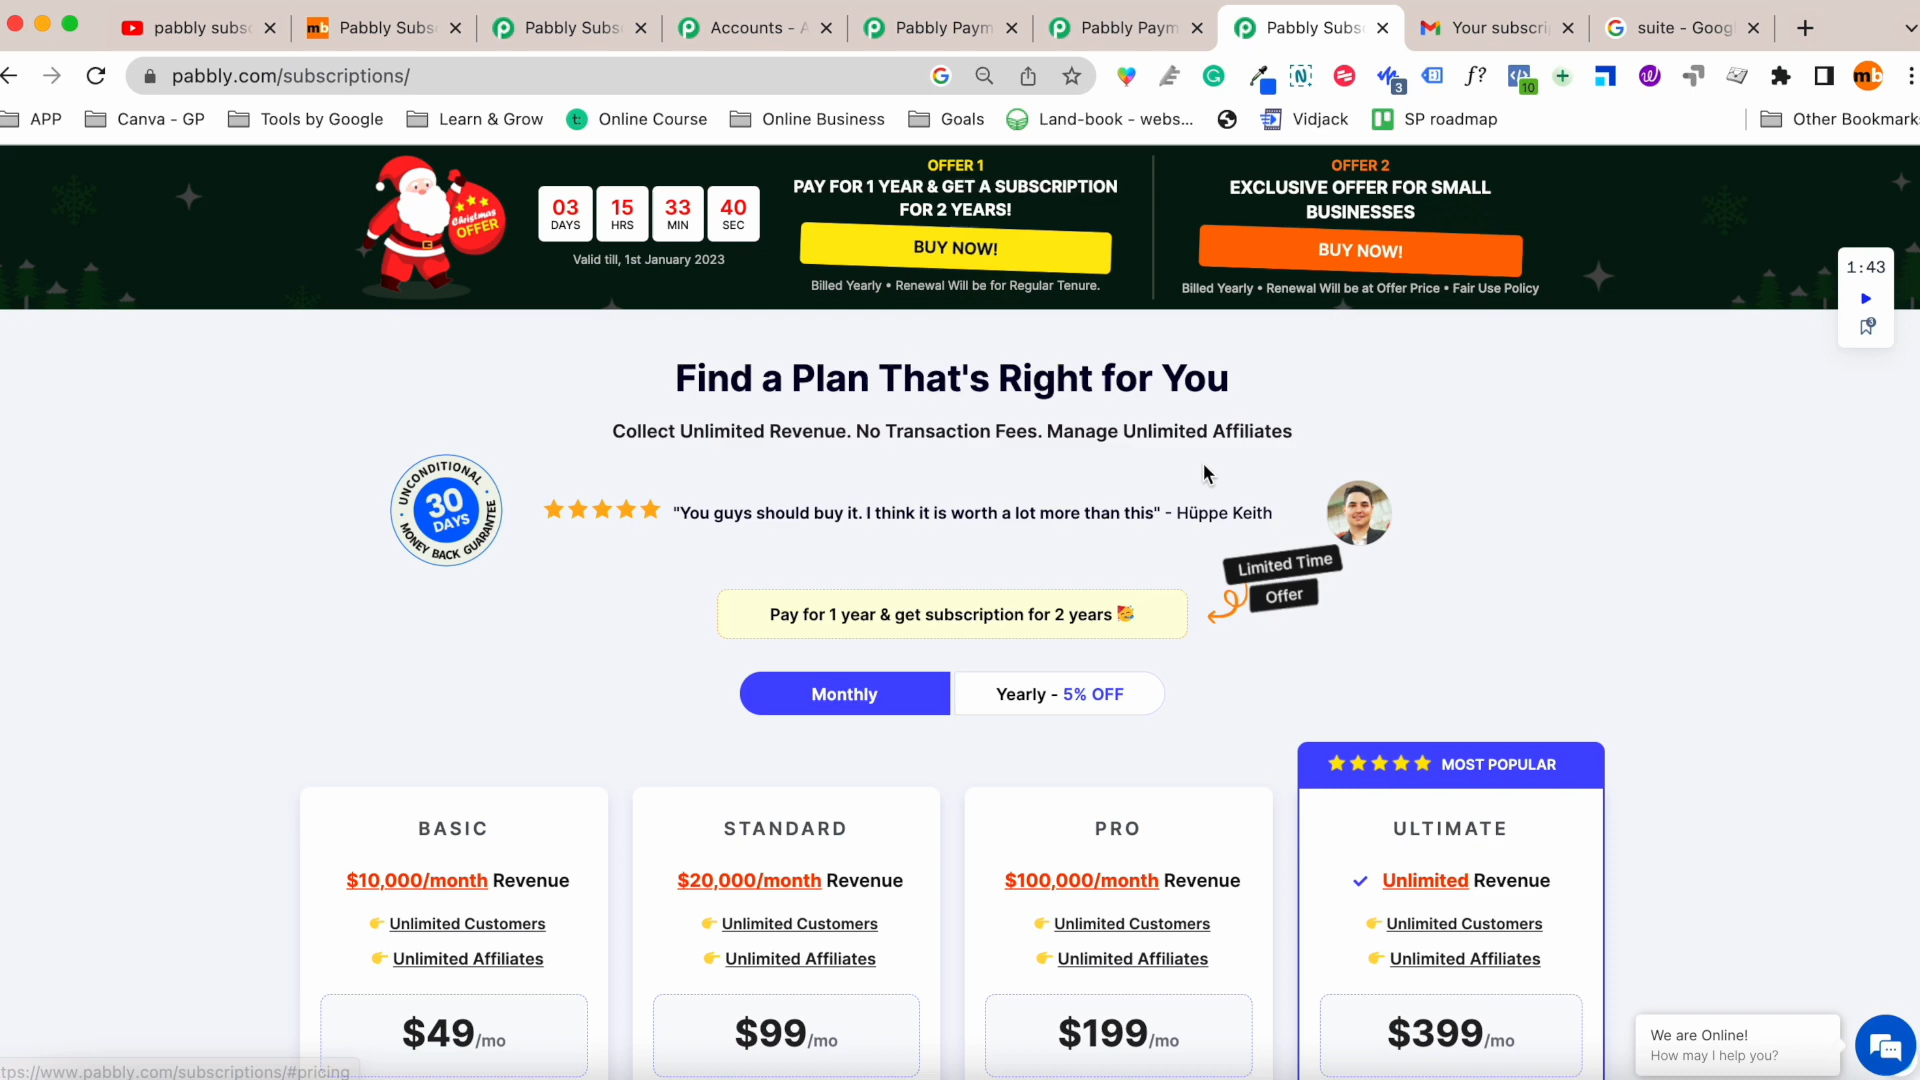 pabbly subs
Pabbly Subs
Pabbly Subs
Accounts - A
Pabbly Paym
Pabbly Paym
Pabbly Subs
Your subscri
suite - Goog
pabbly.com/subscriptions/
3
10
mb
APP
Canva - GP
Tools by Google
Learn & Grow
Online Course
Online Business
Goals
Land-book - webs...
Vidjack
SP roadmap
Other Bookmark
Christmas
OFFER
03
DAYS
15
HRS
33
MIN
40
SEC
Valid till, 1st January 2023
OFFER 1
PAY FOR 1 YEAR & GET A SUBSCRIPTION
FOR 2 YEARS!
BUY NOW!
Billed Yearly • Renewal Will be for Regular Tenure.
OFFER 2
EXCLUSIVE OFFER FOR SMALL
BUSINESSES
BUY NOW!
Billed Yearly • Renewal Will be at Offer Price • Fair Use Policy
1:43
Find a Plan That's Right for You
Collect Unlimited Revenue. No Transaction Fees. Manage Unlimited Affiliates
UNCONDITIONAL
30
DAYS
MONEY BACK GUARANTEE
"You guys should buy it. I think it is worth a lot more than this" - Hüppe Keith
Limited Time
Offer
Pay for 1 year & get subscription for 2 years 🥳
Monthly
Yearly - 5% OFF
MOST POPULAR
BASIC
$10,000/month Revenue
👉 Unlimited Customers
👉 Unlimited Affiliates
$49/mo
STANDARD
$20,000/month Revenue
👉 Unlimited Customers
👉 Unlimited Affiliates
$99/mo
PRO
$100,000/month Revenue
👉 Unlimited Customers
👉 Unlimited Affiliates
$199/mo
ULTIMATE
Unlimited Revenue
👉 Unlimited Customers
👉 Unlimited Affiliates
$399/mo
We are Online!
How may I help you?
tps://www.pabbly.com/subscriptions/#pricing